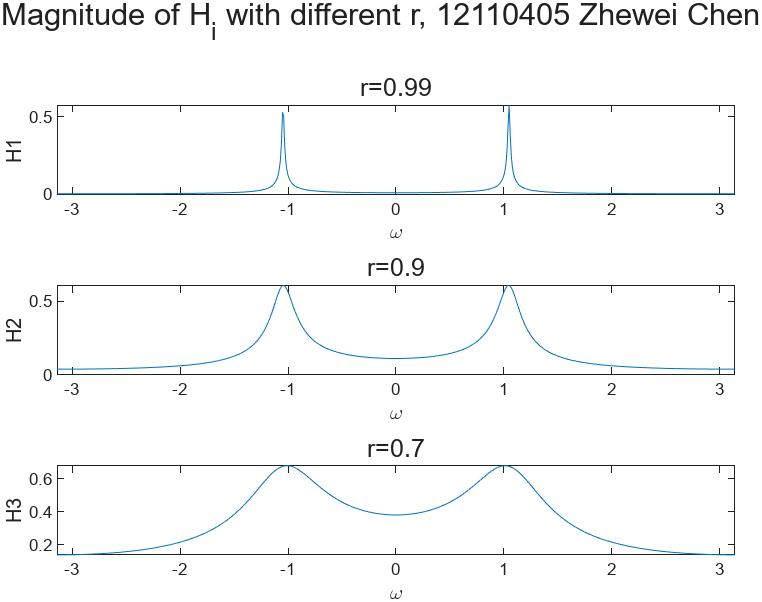 Magnitude of H_i with different r, 12110405 Zhewei Chen
r=0.99
H1
0.5
0
-3 -2 -1 0 1 2 3
ω
r=0.9
H2
0.5
0
-3 -2 -1 0 1 2 3
ω
r=0.7
H3
0.6
0.4
0.2
-3 -2 -1 0 1 2 3
ω